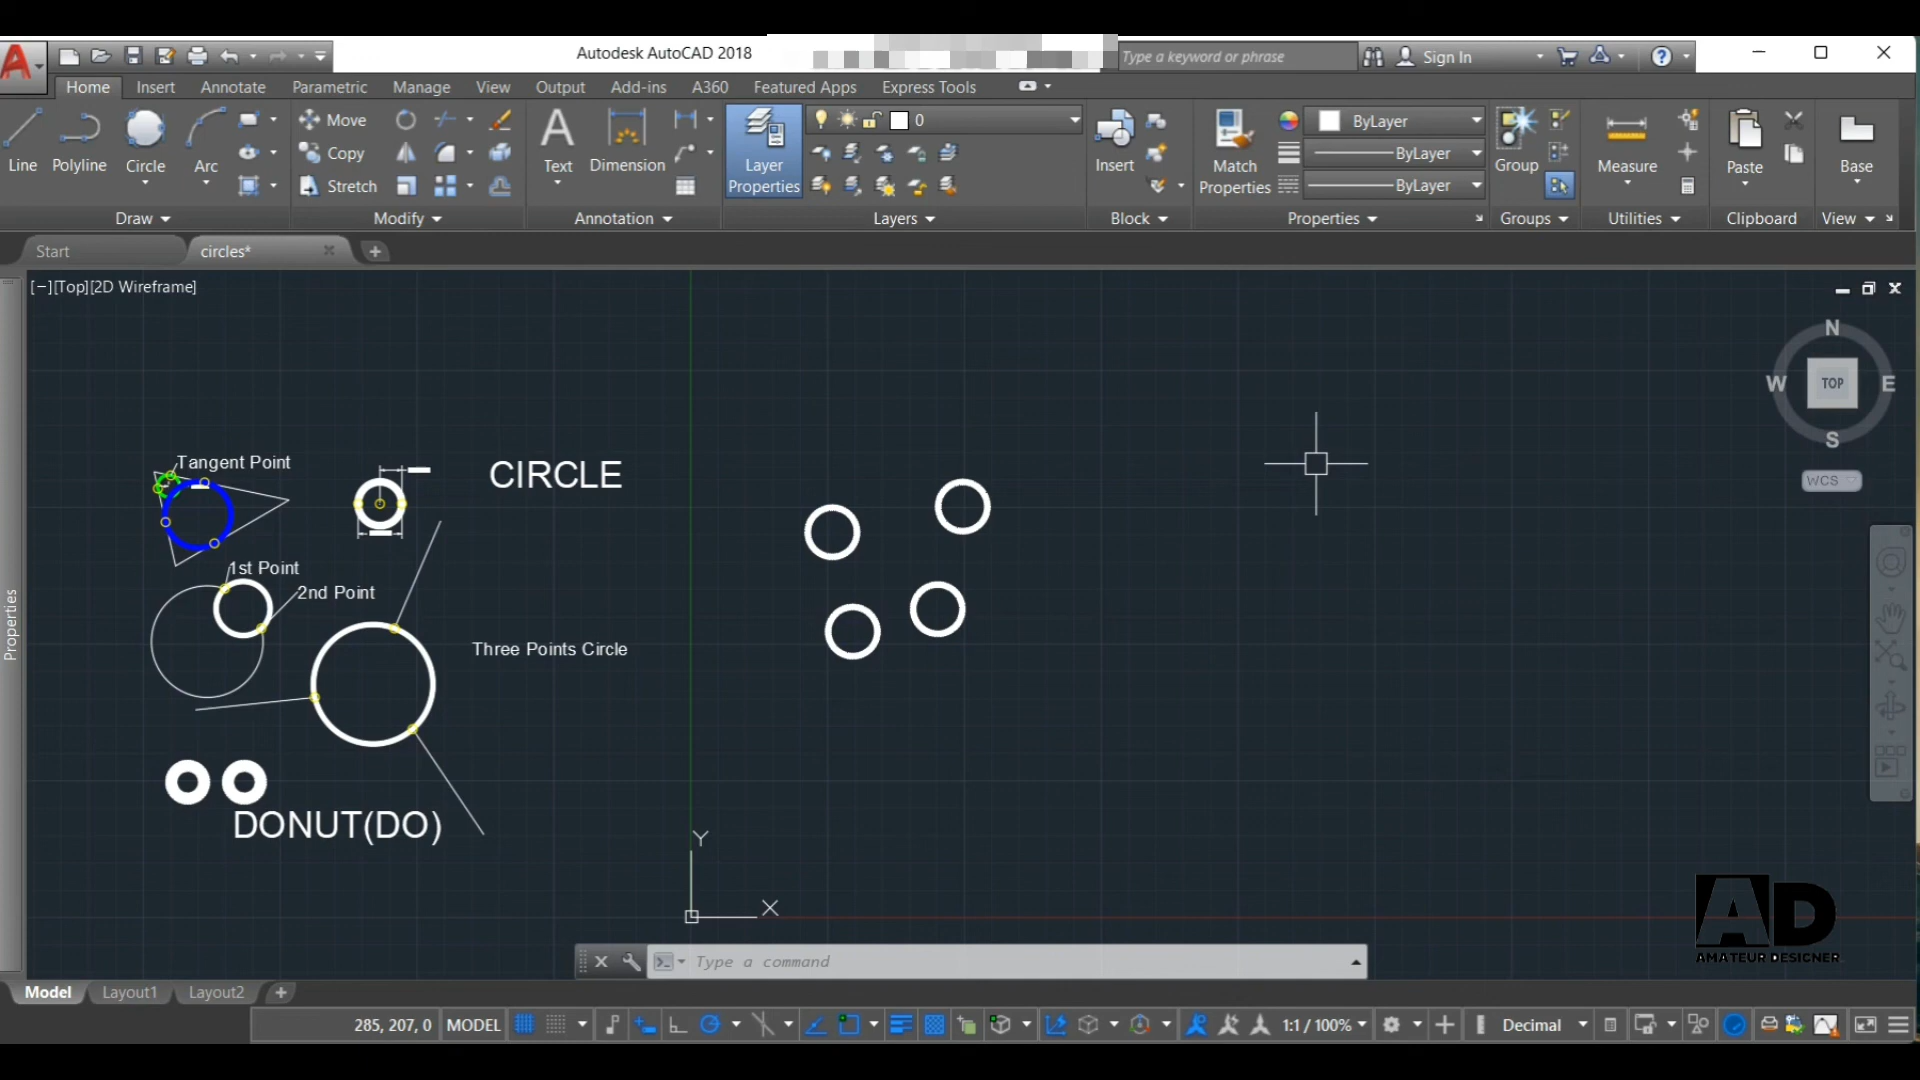 Autodesk AutoCAD 2018
Type a keyword or phrase
Sign In
Home Insert Annotate Parametric Manage View Output Add-ins A360 Featured Apps Express Tools
Line Polyline Circle Arc
Move
Copy
Stretch
Text Dimension
Layer Properties
0
Insert
Match Properties
ByLayer
ByLayer
ByLayer
Group
Measure
Paste
Base
Draw Modify Annotation Layers Block Properties Groups Utilities Clipboard View
Start circles*
[−][Top][2D Wireframe]
N
W TOP E
S
WCS
Properties
Tangent Point
CIRCLE
1st Point
2nd Point
Three Points Circle
DONUT(DO)
Y
X
AD
AMATEUR DESIGNER
Type a command
Model Layout1 Layout2
285, 207, 0 MODEL 1:1 / 100% Decimal